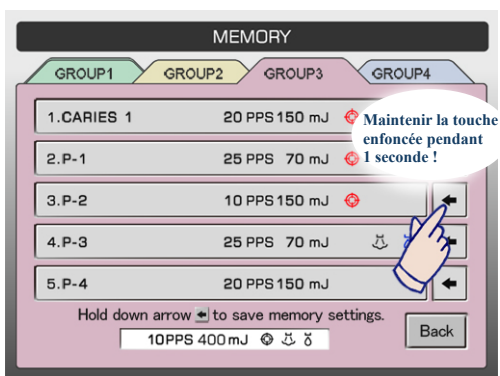 MEMORY
GROUP1 GROUP2 GROUP3 GROUP4
1.CARIES 1 20 PPS 150 mJ
Maintenir la touche
enfoncée pendant
1 seconde !
2.P-1 25 PPS 70 mJ
3.P-2 10 PPS 150 mJ
4.P-3 25 PPS 70 mJ
5.P-4 20 PPS 150 mJ
Hold down arrow to save memory settings.
10PPS 400 mJ
Back